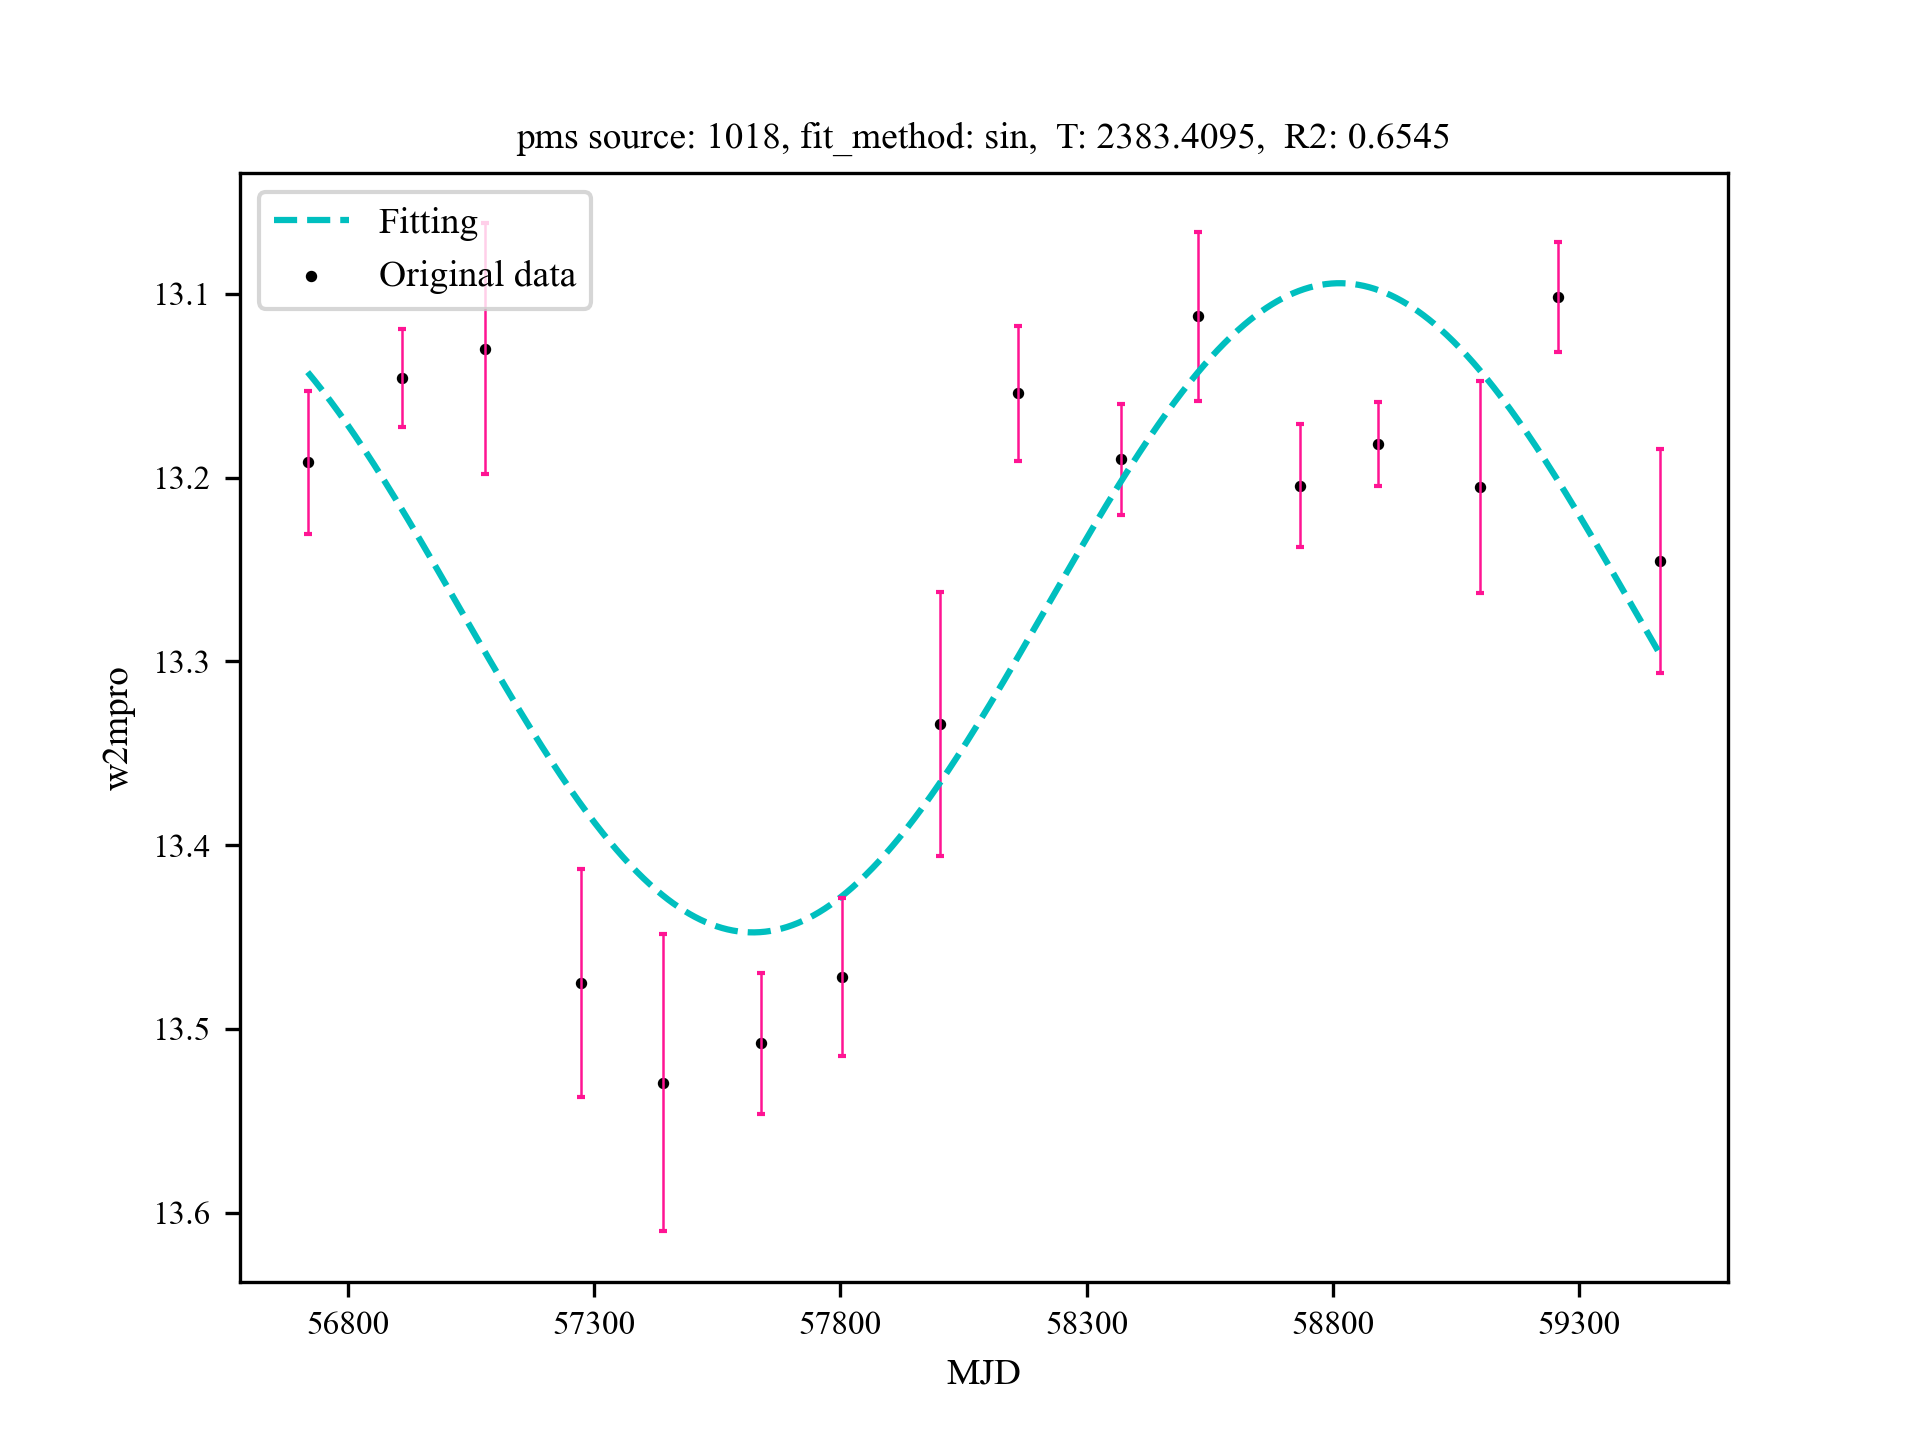 pms source: 1018, fit_method: sin,  T: 2383.4095,  R2: 0.6545
Fitting
Original data
13.1
13.2
13.3
13.4
13.5
13.6
w2mpro
56800
57300
57800
58300
58800
59300
MJD